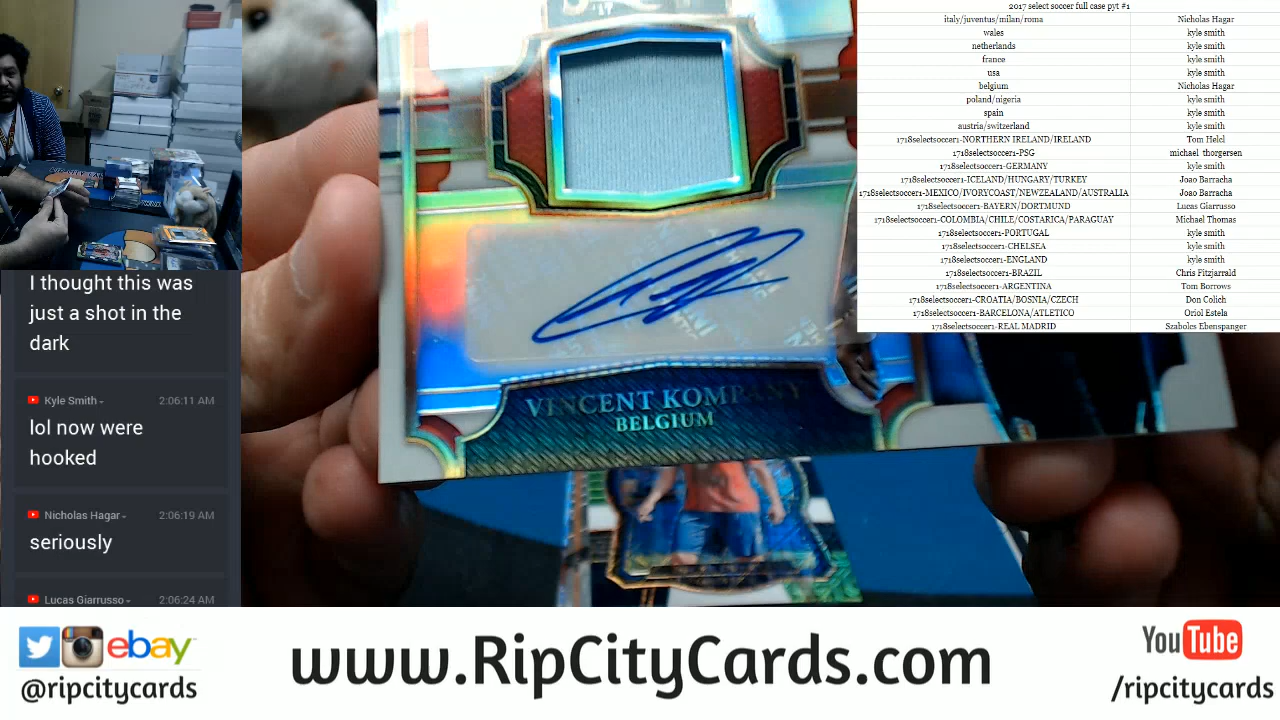 2017 select soccer full case pyt #1
italy/juventus/milan/roma Nicholas Hagar
wales kyle smith
netherlands kyle smith
france kyle smith
usa kyle smith
belgium Nicholas Hagar
poland/nigeria kyle smith
spain kyle smith
austria/switzerland kyle smith
1718selectsoccer1-NORTHERN IRELAND/IRELAND Tom Helcl
1718selectsoccer1-PSG michael thorgersen
1718selectsoccer1-GERMANY kyle smith
1718selectsoccer1-ICELAND/HUNGARY/TURKEY Joao Barracha
1718selectsoccer1-MEXICO/IVORYCOAST/NEWZEALAND/AUSTRALIA Joao Barracha
1718selectsoccer1-BAYERN/DORTMUND Lucas Giarrusso
1718selectsoccer1-COLOMBIA/CHILE/COSTARICA/PARAGUAY Michael Thomas
1718selectsoccer1-PORTUGAL kyle smith
1718selectsoccer1-CHELSEA kyle smith
1718selectsoccer1-ENGLAND kyle smith
1718selectsoccer1-BRAZIL Chris Fitzjarrald
1718selectsoccer1-ARGENTINA Tom Borrows
1718selectsoccer1-CROATIA/BOSNIA/CZECH Don Colich
1718selectsoccer1-BARCELONA/ATLETICO Oriol Estela
1718selectsoccer1-REAL MADRID Szabolcs Ebenspanger
I thought this was
just a shot in the
dark
Kyle Smith 2:06:11 AM
lol now were
hooked
Nicholas Hagar 2:06:19 AM
seriously
Lucas Giarrusso 2:06:24 AM
VINCENT KOMPANY
BELGIUM
ebay
@ripcitycards
www.RipCityCards.com
YouTube
/ripcitycards